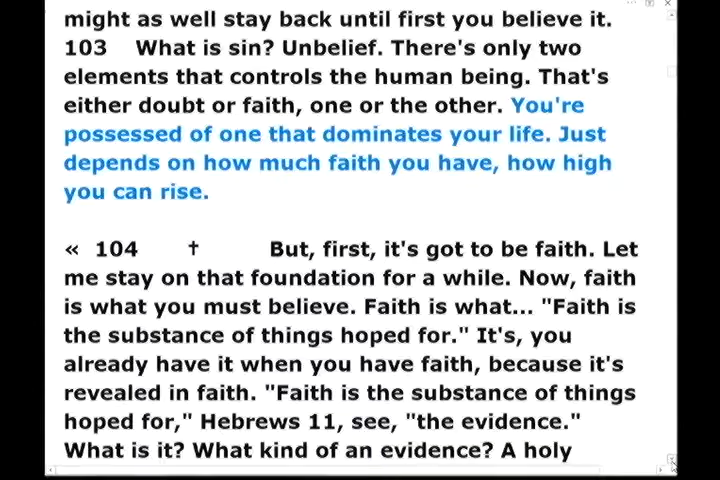 might as well stay back until first you believe it.
103 What is sin? Unbelief. There's only two
elements that controls the human being. That's
either doubt or faith, one or the other. You're
possessed of one that dominates your life. Just
depends on how much faith you have, how high
you can rise.
« 104 † But, first, it's got to be faith. Let
me stay on that foundation for a while. Now, faith
is what you must believe. Faith is what... "Faith is
the substance of things hoped for." It's, you
already have it when you have faith, because it's
revealed in faith. "Faith is the substance of things
hoped for," Hebrews 11, see, "the evidence."
What is it? What kind of an evidence? A holy